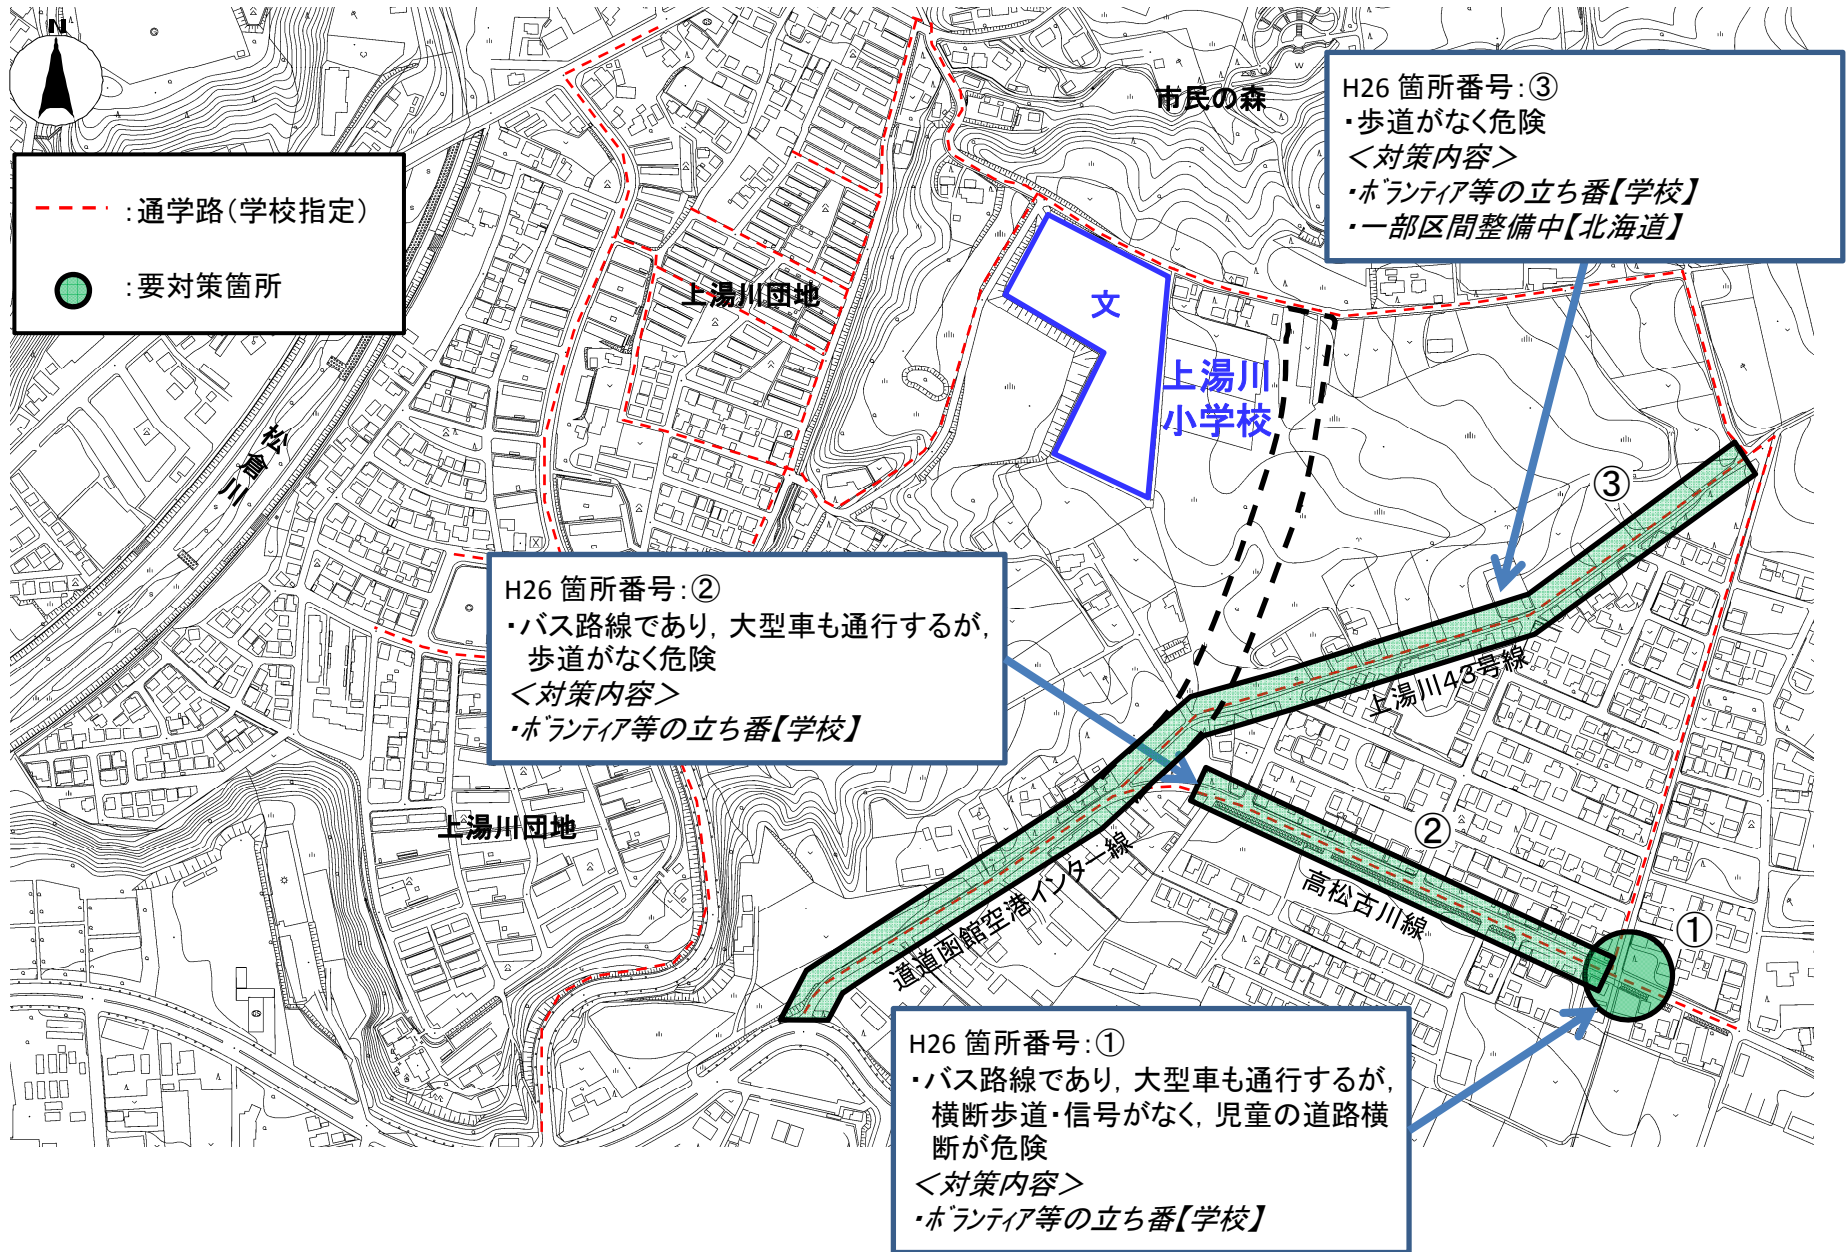 N
市民の森
H26 箇所番号:③
・歩道がなく危険
<対策内容>
・ボランティア等の立ち番【学校】
・一部区間整備中【北海道】
:通学路(学校指定)
:要対策箇所
上湯川団地
文
上湯川
小学校
松倉川
③
H26 箇所番号:②
・バス路線であり, 大型車も通行するが,
歩道がなく危険
<対策内容>
・ボランティア等の立ち番【学校】
上湯川43号線
上湯川団地
②
道道函館空港インター線
高松古川線
①
H26 箇所番号:①
・バス路線であり, 大型車も通行するが,
横断歩道・信号がなく, 児童の道路横
断が危険
<対策内容>
・ボランティア等の立ち番【学校】